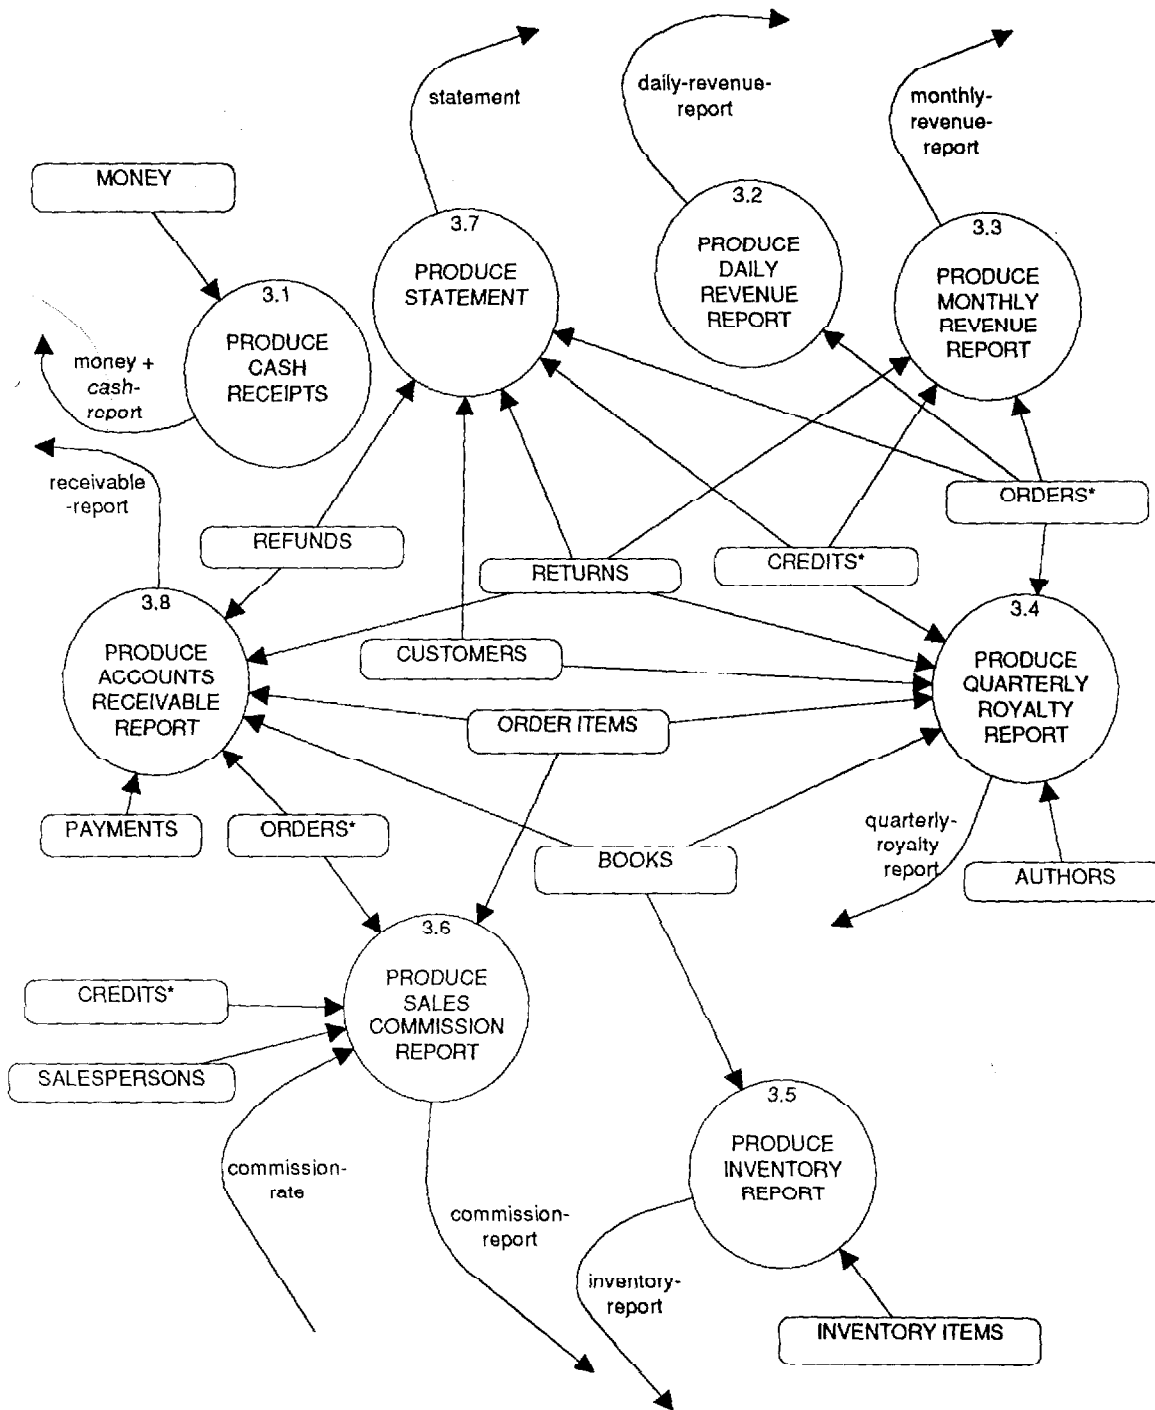 statement
daily-revenue-
report
monthly-
revenue-
report
MONEY
3.7
PRODUCE
STATEMENT
3.2
PRODUCE
DAILY
REVENUE
REPORT
3.3
PRODUCE
MONTHLY
REVENUE
REPORT
3.1
PRODUCE
CASH
RECEIPTS
money +
cash-
report
receivable
-report
REFUNDS
RETURNS
CREDITS*
ORDERS*
3.8
PRODUCE
ACCOUNTS
RECEIVABLE
REPORT
CUSTOMERS
ORDER ITEMS
3.4
PRODUCE
QUARTERLY
ROYALTY
REPORT
PAYMENTS
ORDERS*
BOOKS
quarterly-
royalty
report
AUTHORS
3.6
PRODUCE
SALES
COMMISSION
REPORT
CREDITS*
SALESPERSONS
commission-
rate
commission-
report
3.5
PRODUCE
INVENTORY
REPORT
inventory-
report
INVENTORY ITEMS